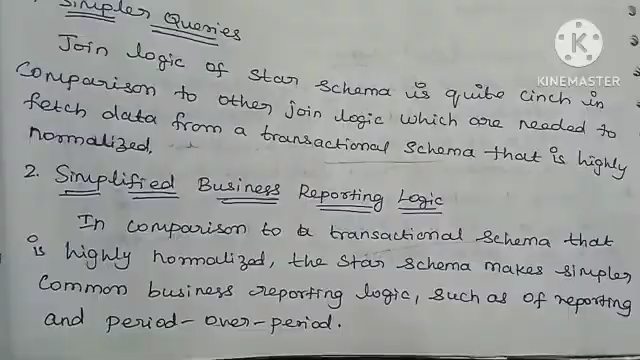 Simpler Queries
Join logic of star schema is quite cinch in
comparison to other join logic which are needed to
fetch data from a transactional schema that is highly
normalized.
2. Simplified Business Reporting Logic
In comparison to a transactional schema that
is highly normalized, the star schema makes simpler
common business reporting logic, such as of reporting
and period-over-period.
K
KINEMASTER